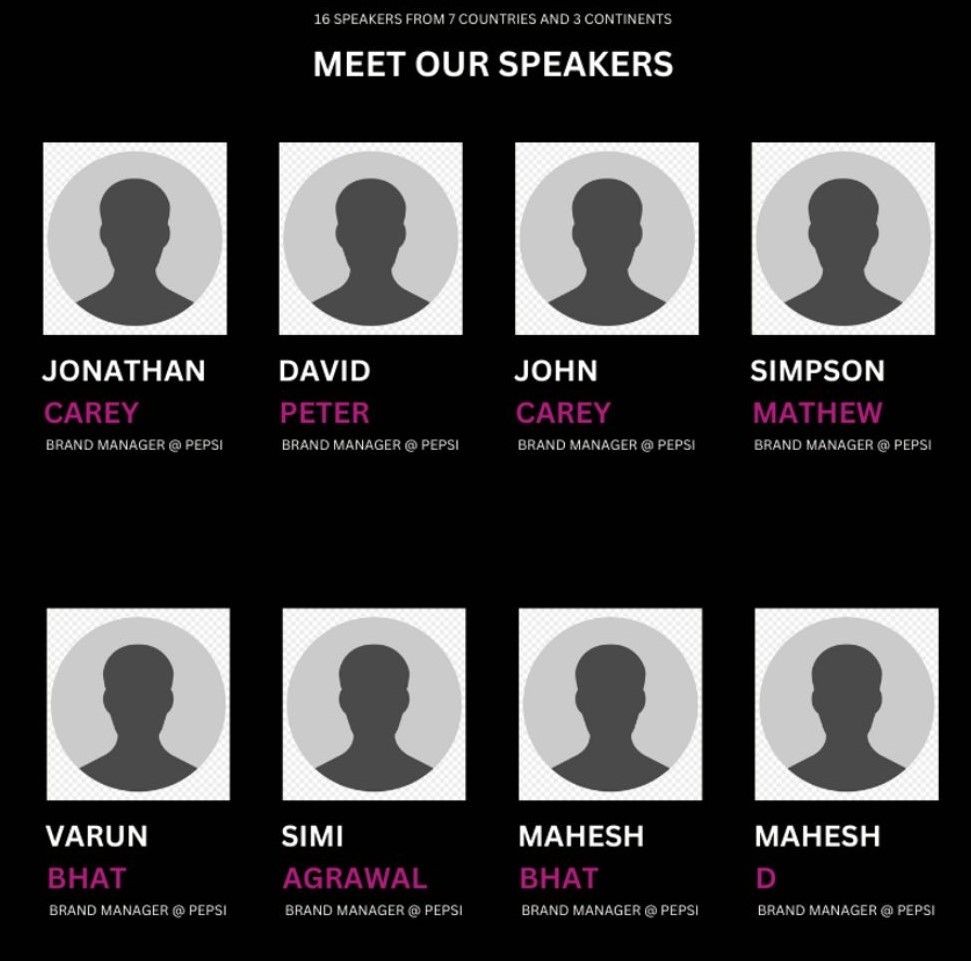 16 SPEAKERS FROM 7 COUNTRIES AND 3 CONTINENTS
MEET OUR SPEAKERS
JONATHAN
CAREY
BRAND MANAGER @ PEPSI
DAVID
PETER
BRAND MANAGER @ PEPSI
JOHN
CAREY
BRAND MANAGER @ PEPSI
SIMPSON
MATHEW
BRAND MANAGER @ PEPSI
VARUN
BHAT
BRAND MANAGER @ PEPSI
SIMI
AGRAWAL
BRAND MANAGER @ PEPSI
MAHESH
BHAT
BRAND MANAGER @ PEPSI
MAHESH
D
BRAND MANAGER @ PEPSI